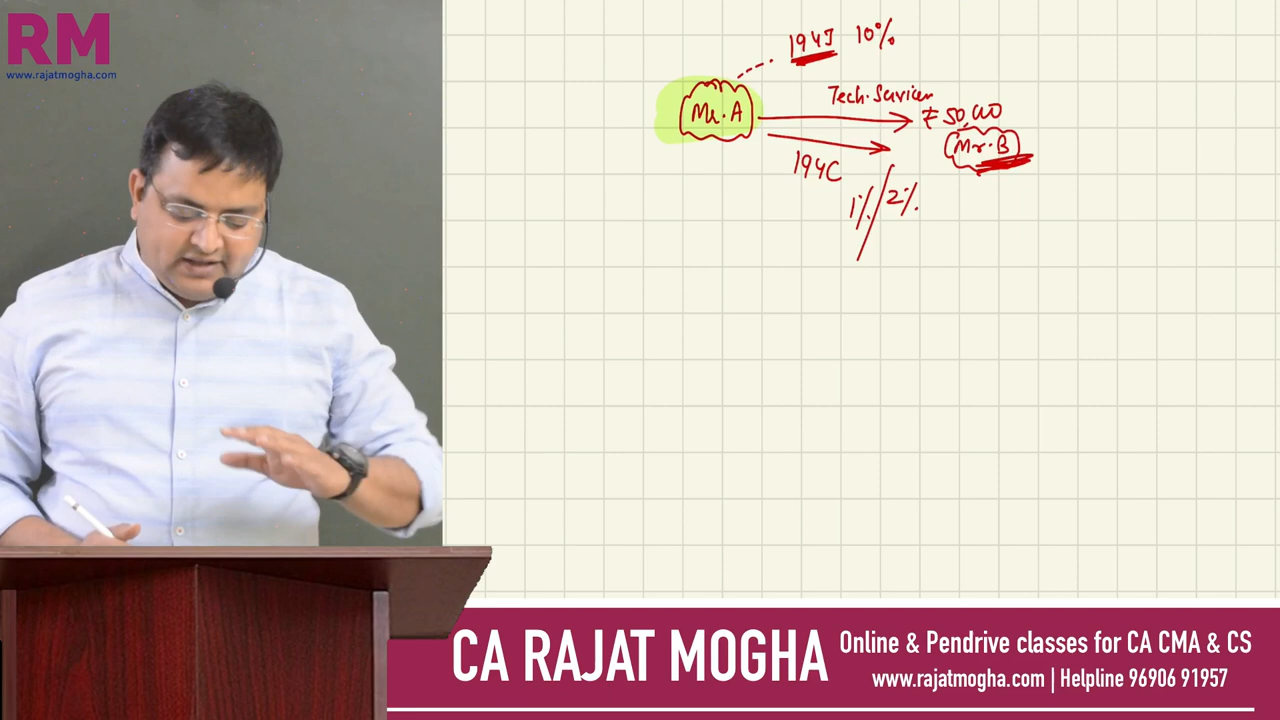 RM
www.rajatmogha.com
194J 10%
Mr. A
Tech. Services
₹50,000
Mr. B
194C
1% / 2%
CA RAJAT MOGHA
Online & Pendrive classes for CA CMA & CS
www.rajatmogha.com | Helpline 96906 91957